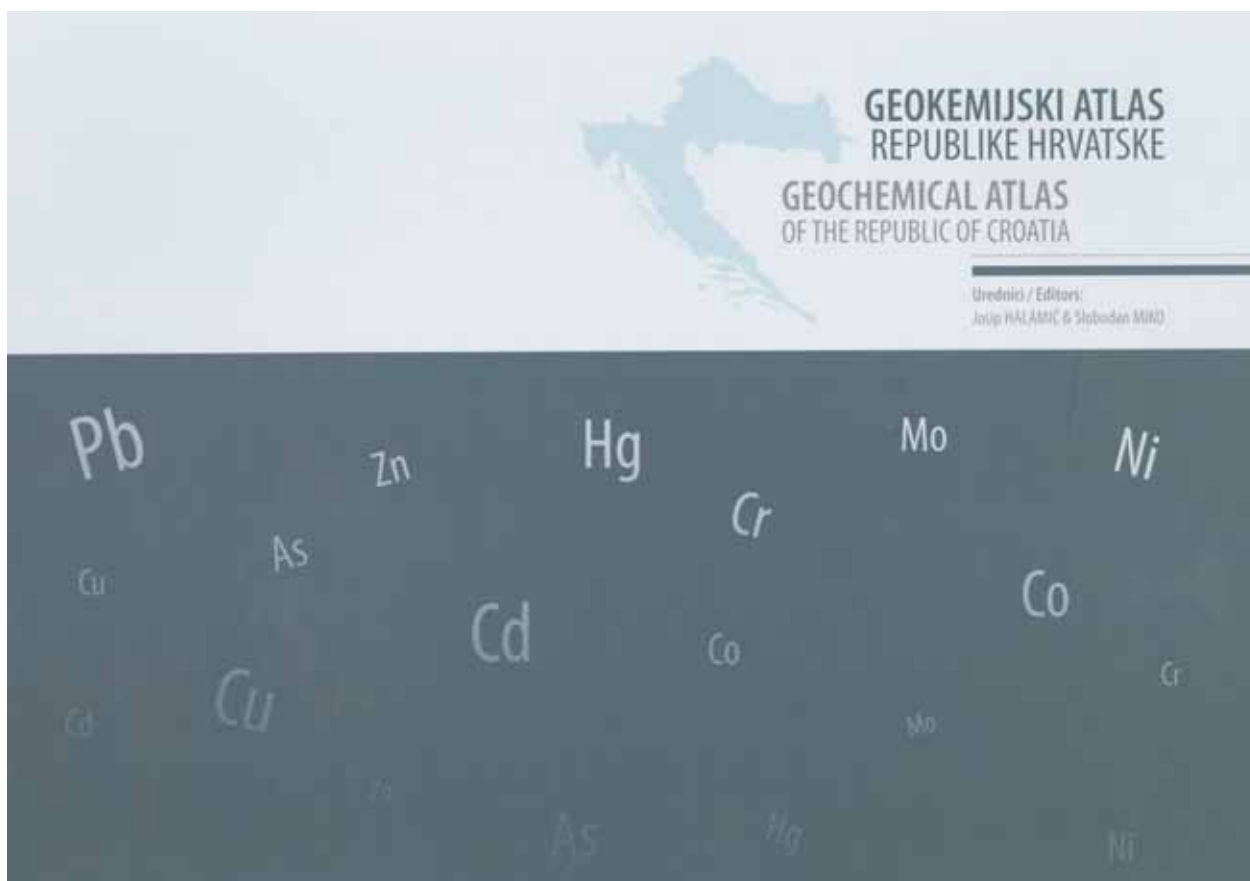 GEOKEMIJSKI ATLAS
REPUBLIKE HRVATSKE
GEOCHEMICAL ATLAS
OF THE REPUBLIC OF CROATIA
Urednici / Editors:
Josip HALAMIĆ & Slobodan MIKO
Pb
Zn
Hg
Mo
Ni
Cr
As
Cu
Co
Cd
Co
Cr
Cu
Cd
Mo
Zn
As
Hg
Ni